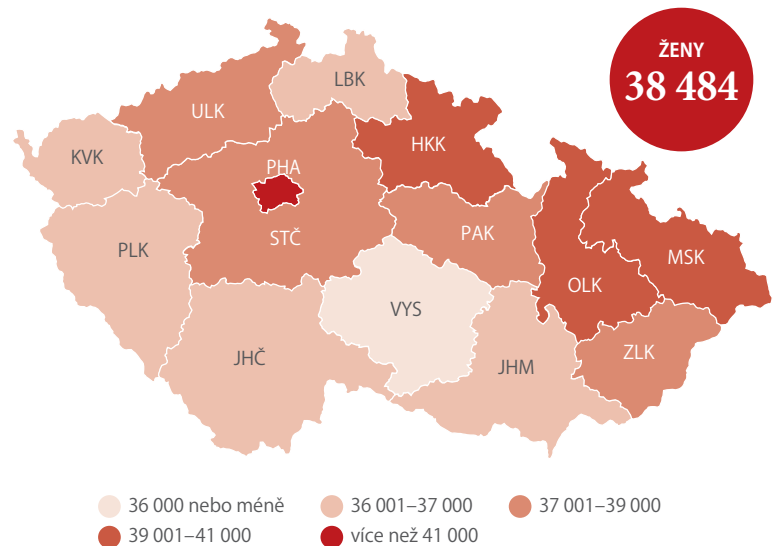 ŽENY
38 484
LBK
ULK
HKK
KVK
PHA
STČ
PAK
PLK
MSK
OLK
VYS
ZLK
JHČ
JHM
36 000 nebo méně
36 001–37 000
37 001–39 000
39 001–41 000
více než 41 000